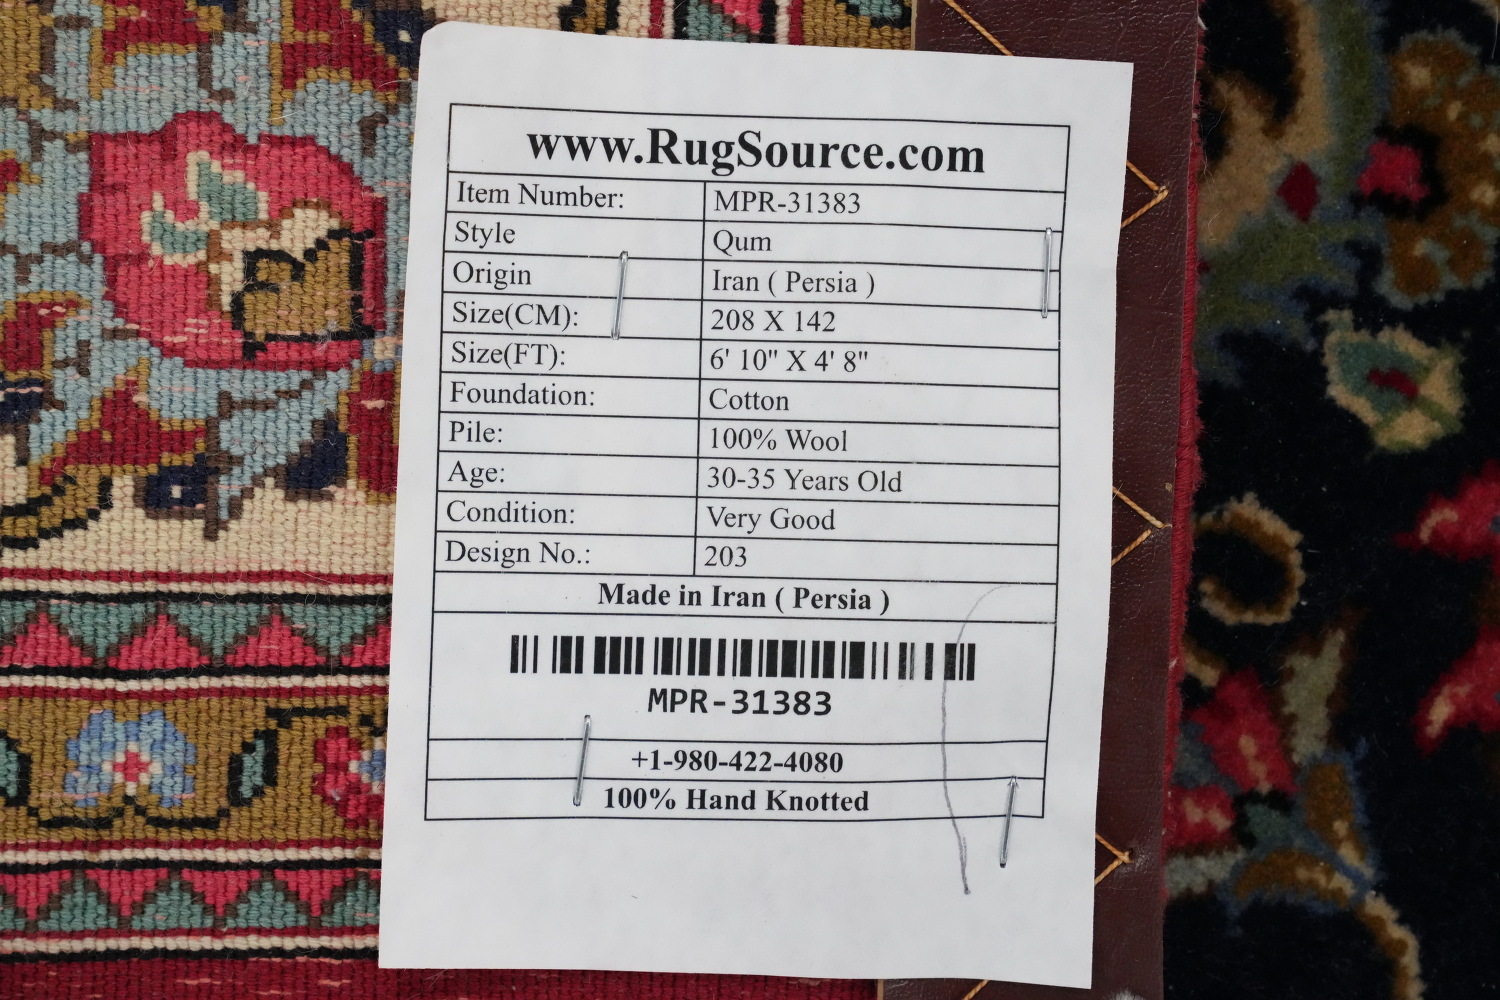 www.RugSource.com
Item Number: MPR-31383
Style Qum
Origin Iran ( Persia )
Size(CM): 208 X 142
Size(FT): 6' 10" X 4' 8"
Foundation: Cotton
Pile: 100% Wool
Age: 30-35 Years Old
Condition: Very Good
Design No.: 203
Made in Iran ( Persia )
MPR-31383
+1-980-422-4080
100% Hand Knotted